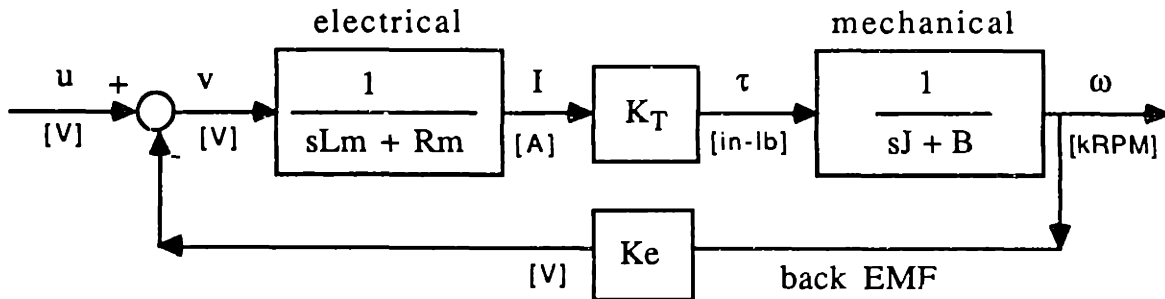 electrical
mechanical
u
+
v
1
sLm + Rm
I
K_T
τ
1
sJ + B
ω
[V]
[V]
[A]
[in-lb]
[kRPM]
-
Ke
[V]
back EMF